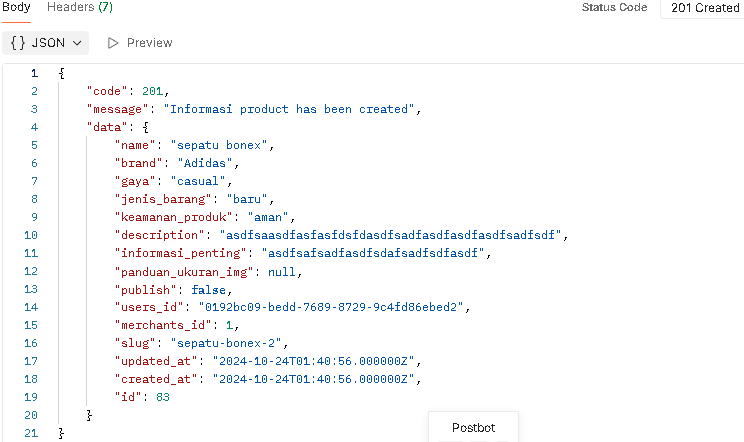 Body Headers (7) Status Code 201 Created
{} JSON Preview
1 {
2 "code": 201,
3 "message": "Informasi product has been created",
4 "data": {
5 "name": "sepatu bonex",
6 "brand": "Adidas",
7 "gaya": "casual",
8 "jenis_barang": "baru",
9 "keamanan_produk": "aman",
10 "description": "asdfsaasdfasfasfdsfdasdfsadfasdfasdfasdfsadfsdf",
11 "informasi_penting": "asdfsafsadfasdfsdafsadfsdfasdf",
12 "panduan_ukuran_img": null,
13 "publish": false,
14 "users_id": "0192bc09-bedd-7689-8729-9c4fd86ebed2",
15 "merchants_id": 1,
16 "slug": "sepatu-bonex-2",
17 "updated_at": "2024-10-24T01:40:56.000000Z",
18 "created_at": "2024-10-24T01:40:56.000000Z",
19 "id": 83
20 }
21 }
Postbot